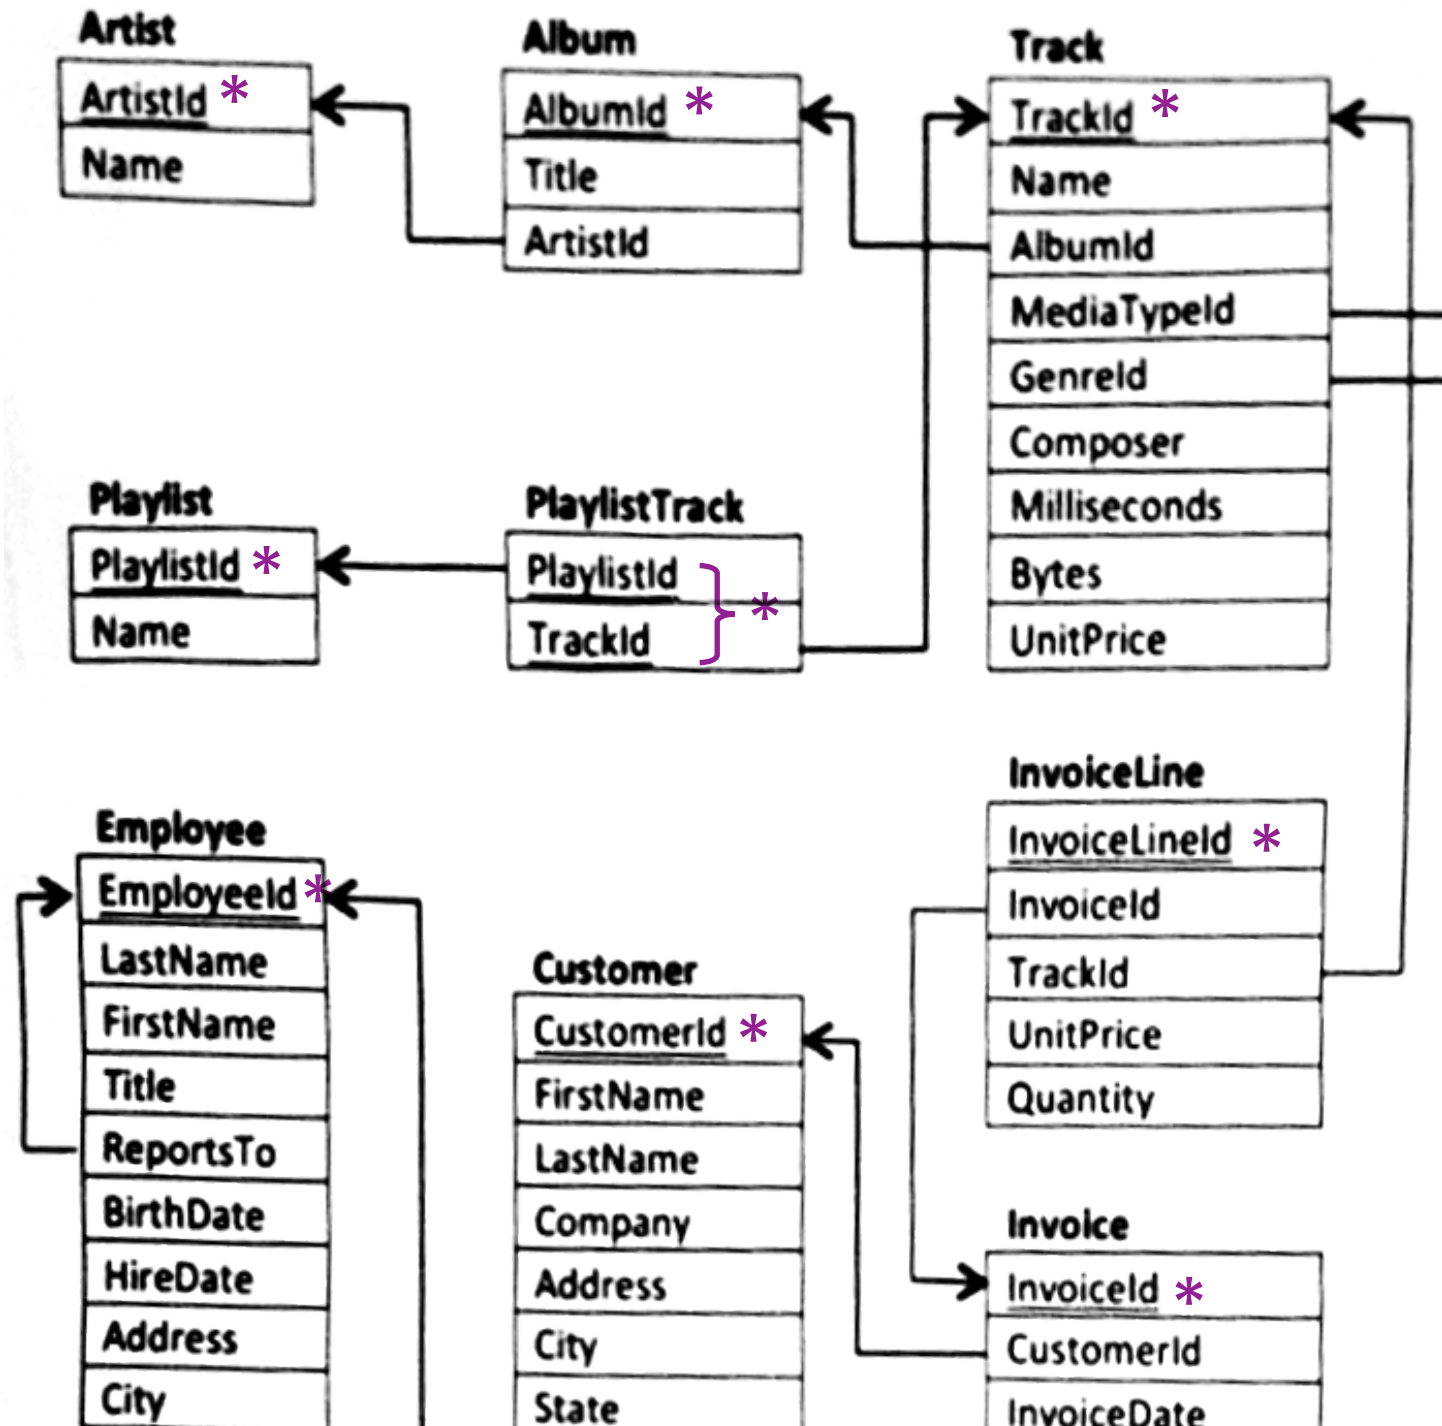 Artist
ArtistId *
Name
Album
AlbumId *
Title
ArtistId
Track
TrackId *
Name
AlbumId
MediaTypeId
GenreId
Composer
Milliseconds
Bytes
UnitPrice
Playlist
PlaylistId *
Name
PlaylistTrack
PlaylistId
TrackId
*
InvoiceLine
InvoiceLineId *
InvoiceId
TrackId
UnitPrice
Quantity
Employee
EmployeeId *
LastName
FirstName
Title
ReportsTo
BirthDate
HireDate
Address
City
Customer
CustomerId *
FirstName
LastName
Company
Address
City
State
Invoice
InvoiceId *
CustomerId
InvoiceDate